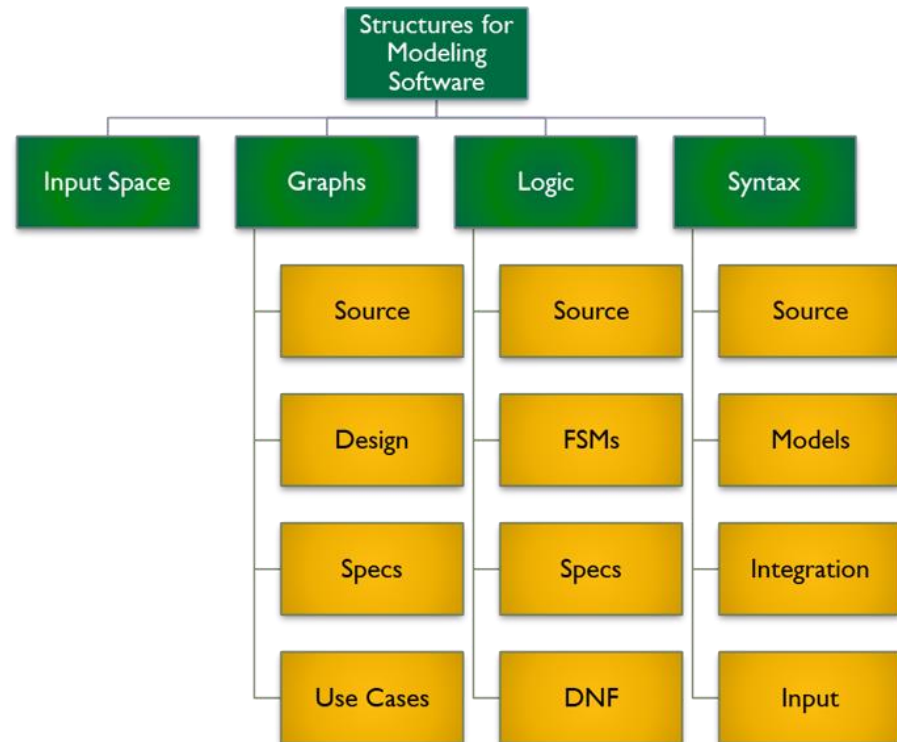 Structures for
Modeling
Software
Input Space
Graphs
Logic
Syntax
Source
Source
Source
Design
FSMs
Models
Specs
Specs
Integration
Use Cases
DNF
Input